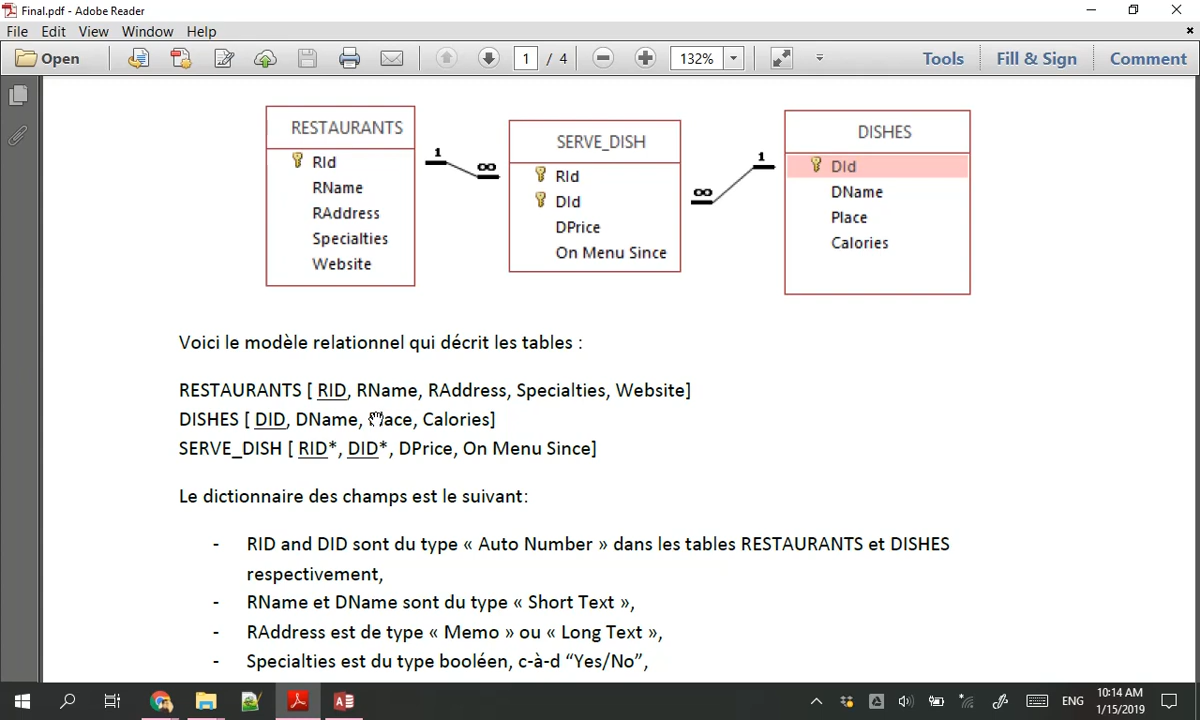 Final.pdf - Adobe Reader
File Edit View Window Help
Open 1 / 4 132% Tools Fill & Sign Comment
RESTAURANTS
RId
RName
RAddress
Specialties
Website
1 ∞
SERVE_DISH
RId
DId
DPrice
On Menu Since
∞ 1
DISHES
DId
DName
Place
Calories
Voici le modèle relationnel qui décrit les tables :
RESTAURANTS [ RID, RName, RAddress, Specialties, Website]
DISHES [ DID, DName, Place, Calories]
SERVE_DISH [ RID*, DID*, DPrice, On Menu Since]
Le dictionnaire des champs est le suivant:
- RID and DID sont du type « Auto Number » dans les tables RESTAURANTS et DISHES
respectivement,
- RName et DName sont du type « Short Text »,
- RAddress est de type « Memo » ou « Long Text »,
- Specialties est du type booléen, c-à-d “Yes/No”,
ENG
10:14 AM
1/15/2019